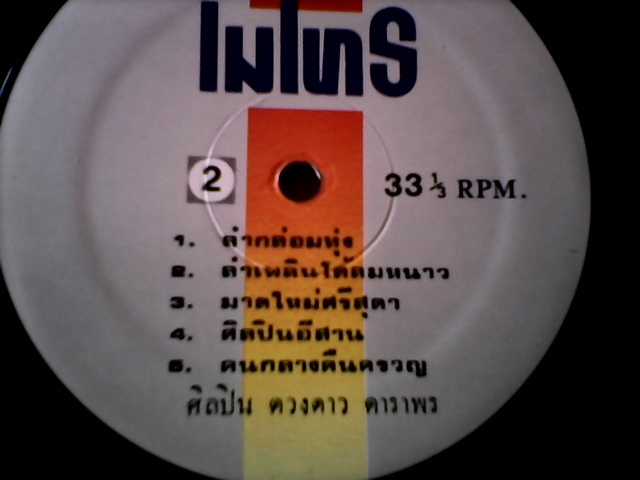 ไมโทร
2
33 ⅓ RPM.
1. ลำกล่อมทุ่ง
2. ลำเพลินโต้ลมหนาว
3. มาดใหม่ศรีสุดา
4. ศิลปินอีสาน
5. คนกลางคืนครวญ
ศิลปิน ดวงดาว ดาราพร